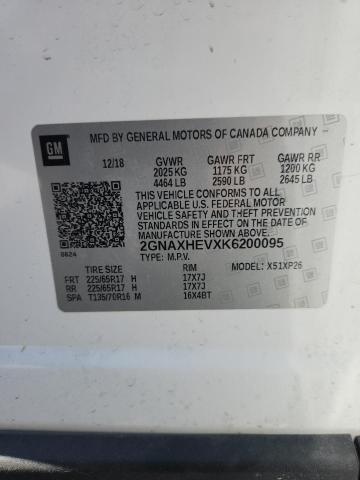 GM
MFD BY GENERAL MOTORS OF CANADA COMPANY
12/18 GVWR GAWR FRT GAWR RR
2025 KG 1175 KG 1200 KG
4464 LB 2590 LB 2645 LB
THIS VEHICLE CONFORMS TO ALL APPLICABLE
U.S. FEDERAL MOTOR VEHICLE SAFETY AND
THEFT PREVENTION STANDARDS IN EFFECT ON
THE DATE OF MANUFACTURE SHOWN ABOVE.
2GNAXHEVXK6200095
0624 TYPE: M.P.V. MODEL: X51XP26
TIRE SIZE RIM
FRT 225/65R17 H 17X7J
RR 225/65R17 H 17X7J
SPA T135/70R16 M 16X4BT